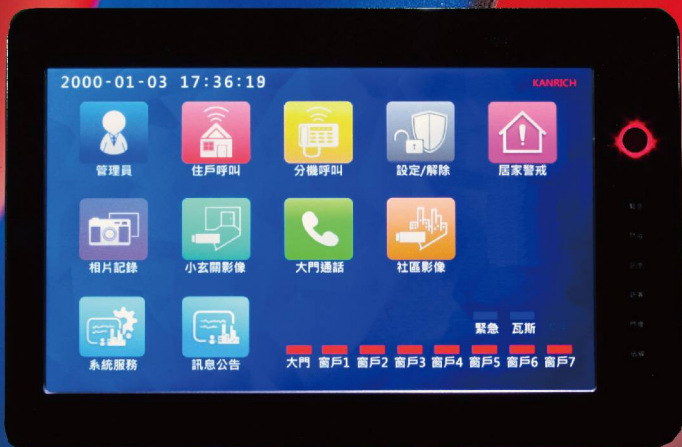 2000-01-03 17:36:19
KANRICH
管理員 住戶呼叫 分機呼叫 設定/解除 居家警戒
相片記錄 小玄關影像 大門通話 社區影像
緊急 瓦斯
系統服務 訊息公告
大門 窗戶1 窗戶2 窗戶3 窗戶4 窗戶5 窗戶6 窗戶7